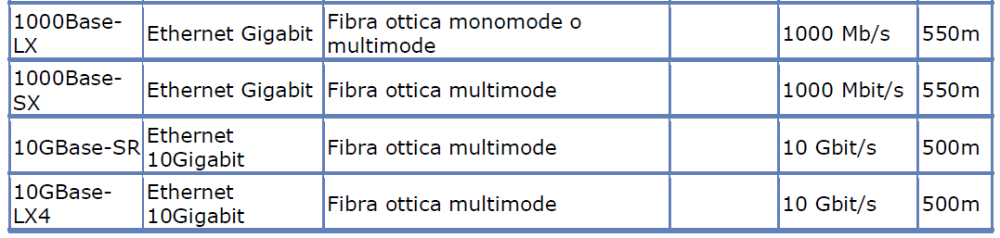 1000Base-
LX
Ethernet Gigabit
Fibra ottica monomode o
multimode
1000 Mb/s
550m
1000Base-
SX
Ethernet Gigabit
Fibra ottica multimode
1000 Mbit/s
550m
10GBase-SR
Ethernet
10Gigabit
Fibra ottica multimode
10 Gbit/s
500m
10GBase-
LX4
Ethernet
10Gigabit
Fibra ottica multimode
10 Gbit/s
500m